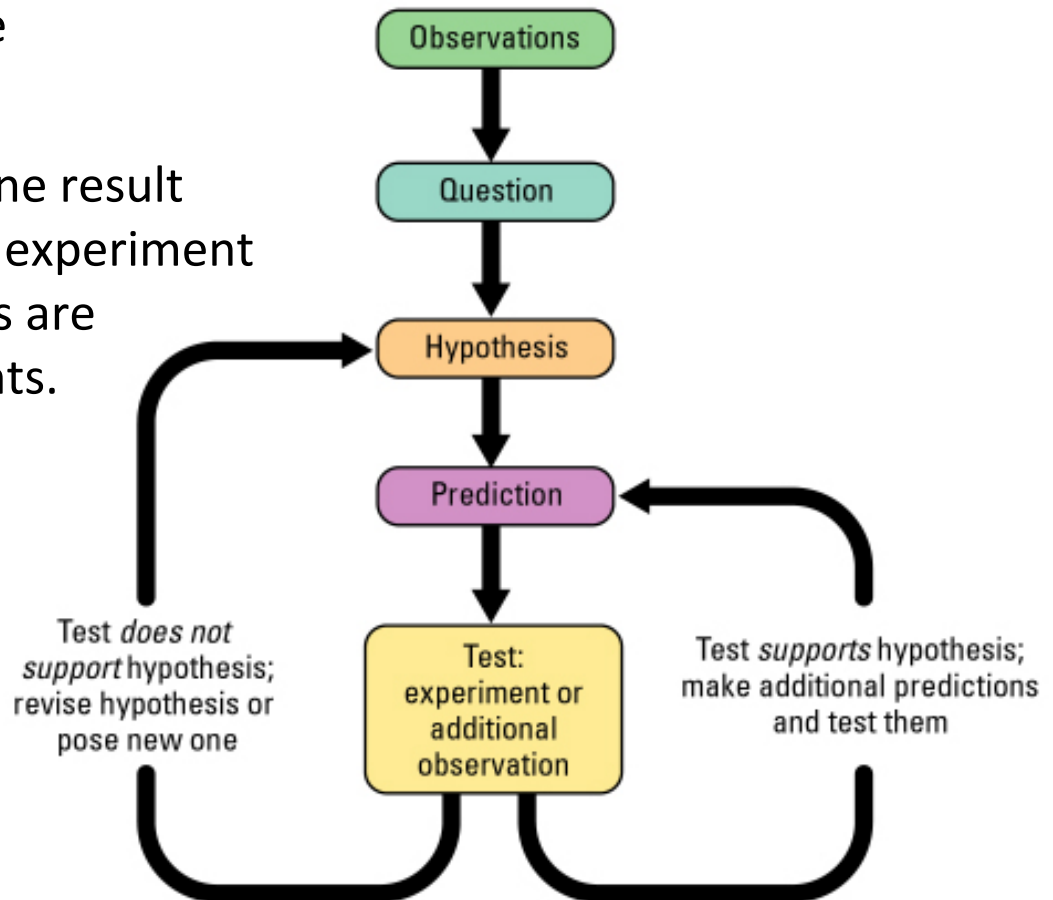 e
ne result
experiment
s are
nts.
Observations
Question
Hypothesis
Prediction
Test:
experiment or
additional
observation
Test does not
support hypothesis;
revise hypothesis or
pose new one
Test supports hypothesis;
make additional predictions
and test them